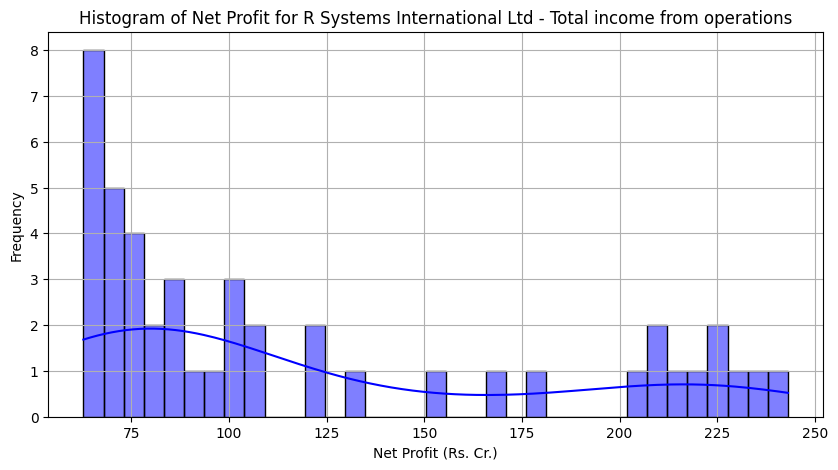 Histogram of Net Profit for R Systems International Ltd - Total income from operations
8
7
6
5
4
3
2
1
0
Frequency
75 100 125 150 175 200 225 250
Net Profit (Rs. Cr.)